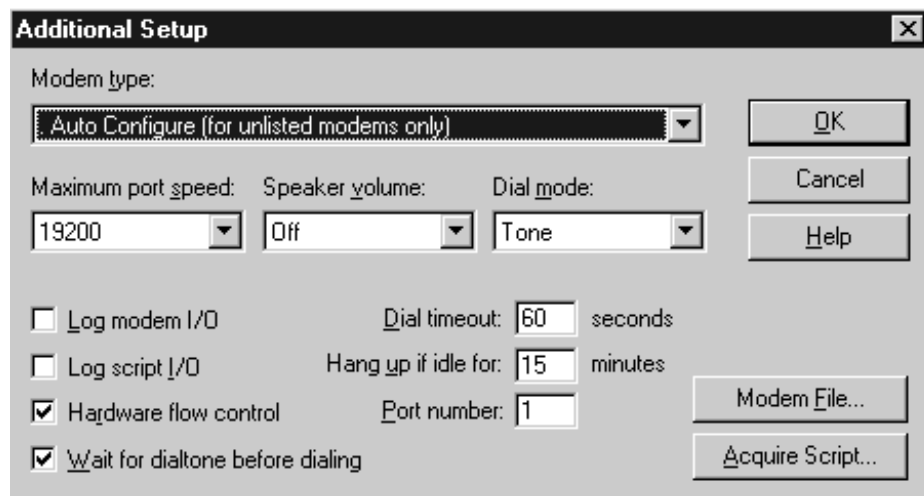 Additional Setup
Modem type:
. Auto Configure (for unlisted modems only)
OK
Maximum port speed: Speaker volume: Dial mode:
Cancel
19200 Off Tone
Help
Log modem I/O Dial timeout: 60 seconds
Log script I/O Hang up if idle for: 15 minutes
Hardware flow control Port number: 1
Modem File...
Wait for dialtone before dialing
Acquire Script...